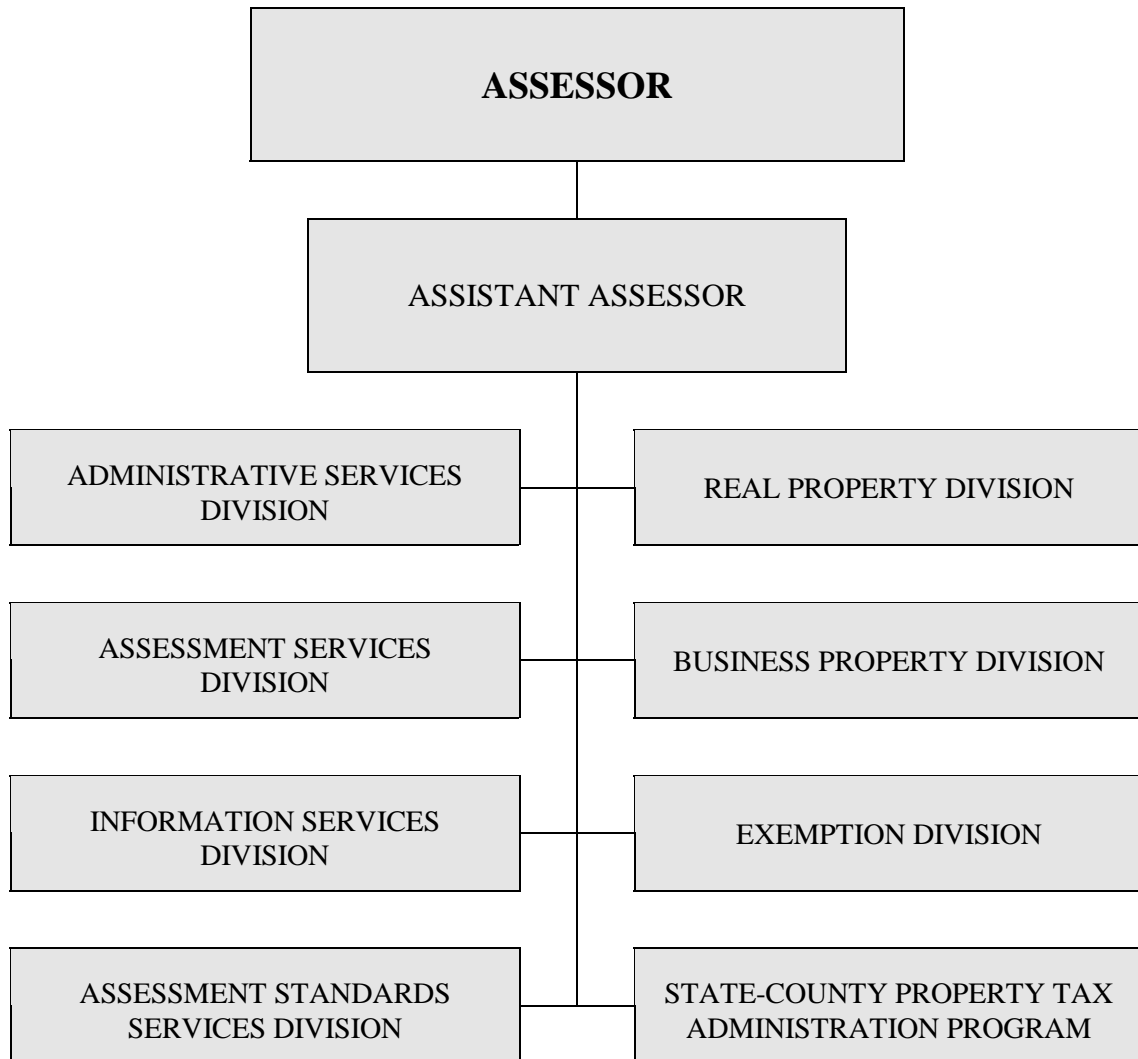 ASSESSOR
ASSISTANT ASSESSOR
ADMINISTRATIVE SERVICES
DIVISION
REAL PROPERTY DIVISION
ASSESSMENT SERVICES
DIVISION
BUSINESS PROPERTY DIVISION
INFORMATION SERVICES
DIVISION
EXEMPTION DIVISION
ASSESSMENT STANDARDS
SERVICES DIVISION
STATE-COUNTY PROPERTY TAX
ADMINISTRATION PROGRAM